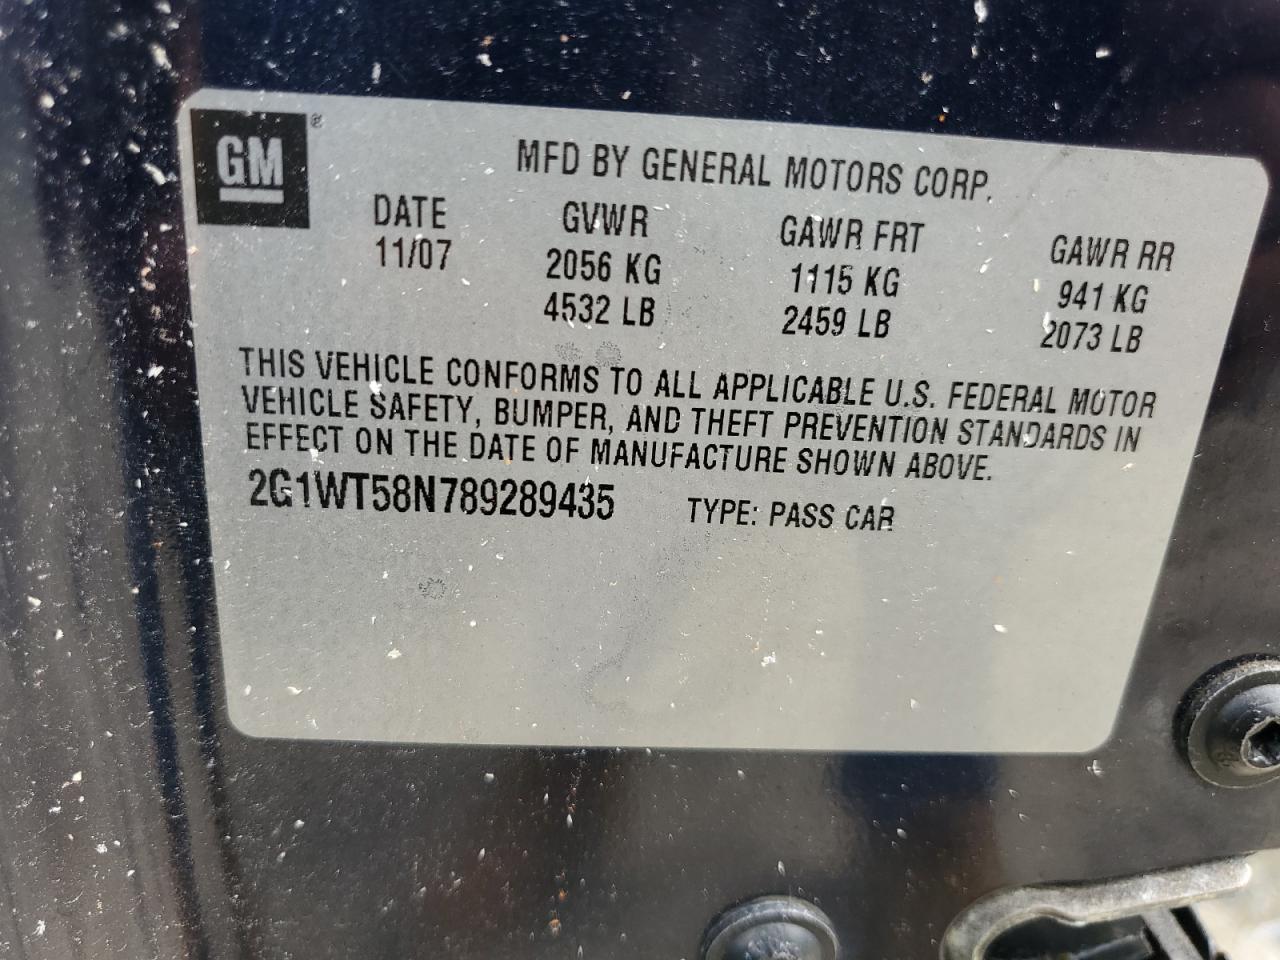 GM®
MFD BY GENERAL MOTORS CORP.
DATE GVWR GAWR FRT GAWR RR
11/07 2056 KG 1115 KG 941 KG
4532 LB 2459 LB 2073 LB
THIS VEHICLE CONFORMS TO ALL APPLICABLE U.S. FEDERAL MOTOR
VEHICLE SAFETY, BUMPER, AND THEFT PREVENTION STANDARDS IN
EFFECT ON THE DATE OF MANUFACTURE SHOWN ABOVE.
2G1WT58N789289435 TYPE: PASS CAR